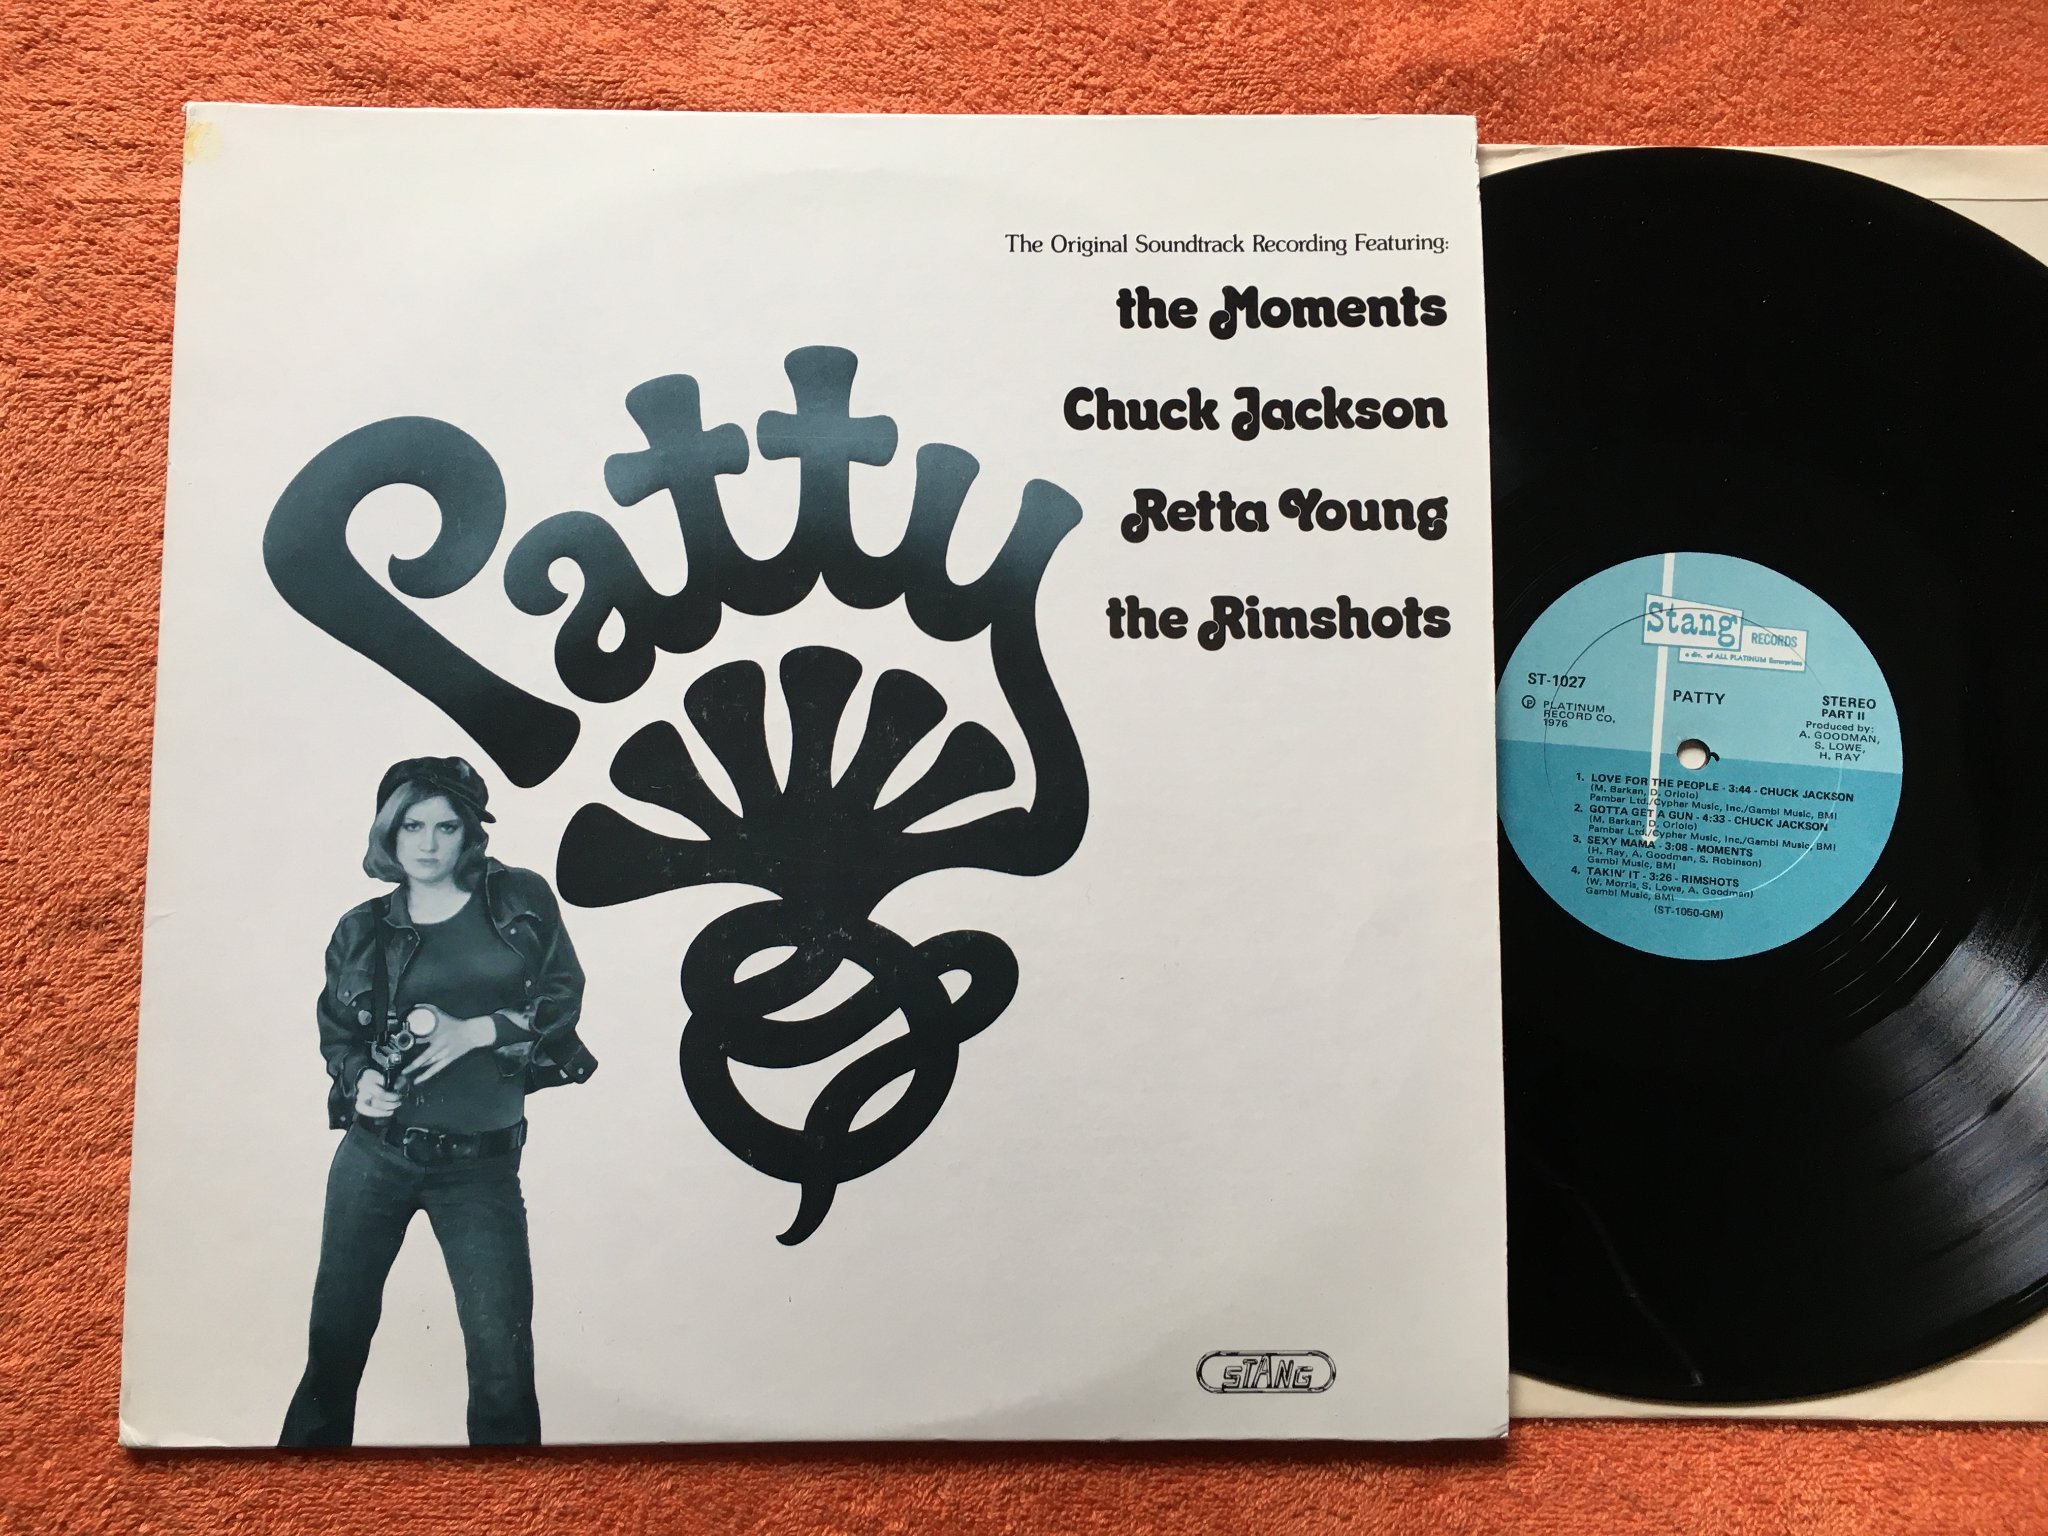 The Original Soundtrack Recording Featuring:
the Moments
Chuck Jackson
Retta Young
the Rimshots
Patty
STANG
Stang RECORDS
a div. of ALL PLATINUM Enterprises
ST-1027
℗ PLATINUM
RECORD CO.
1976
PATTY
STEREO
PART II
Produced by:
A. GOODMAN,
S. LOWE,
H. RAY
1. LOVE FOR THE PEOPLE - 3:44 - CHUCK JACKSON
(M. Barkan, D. Oriolo)
Pambar Ltd./Cypher Music, Inc./Gambi Music, BMI
2. GOTTA GET A GUN - 4:33 - CHUCK JACKSON
(M. Barkan, D. Oriolo)
Pambar Ltd./Cypher Music, Inc./Gambi Music, BMI
3. SEXY MAMA - 3:08 - MOMENTS
(H. Ray, A. Goodman, S. Robinson)
Gambi Music, BMI
4. TAKIN' IT - 3:26 - RIMSHOTS
(W. Morris, S. Lowe, A. Goodman)
Gambi Music, BMI
(ST-1050-GM)